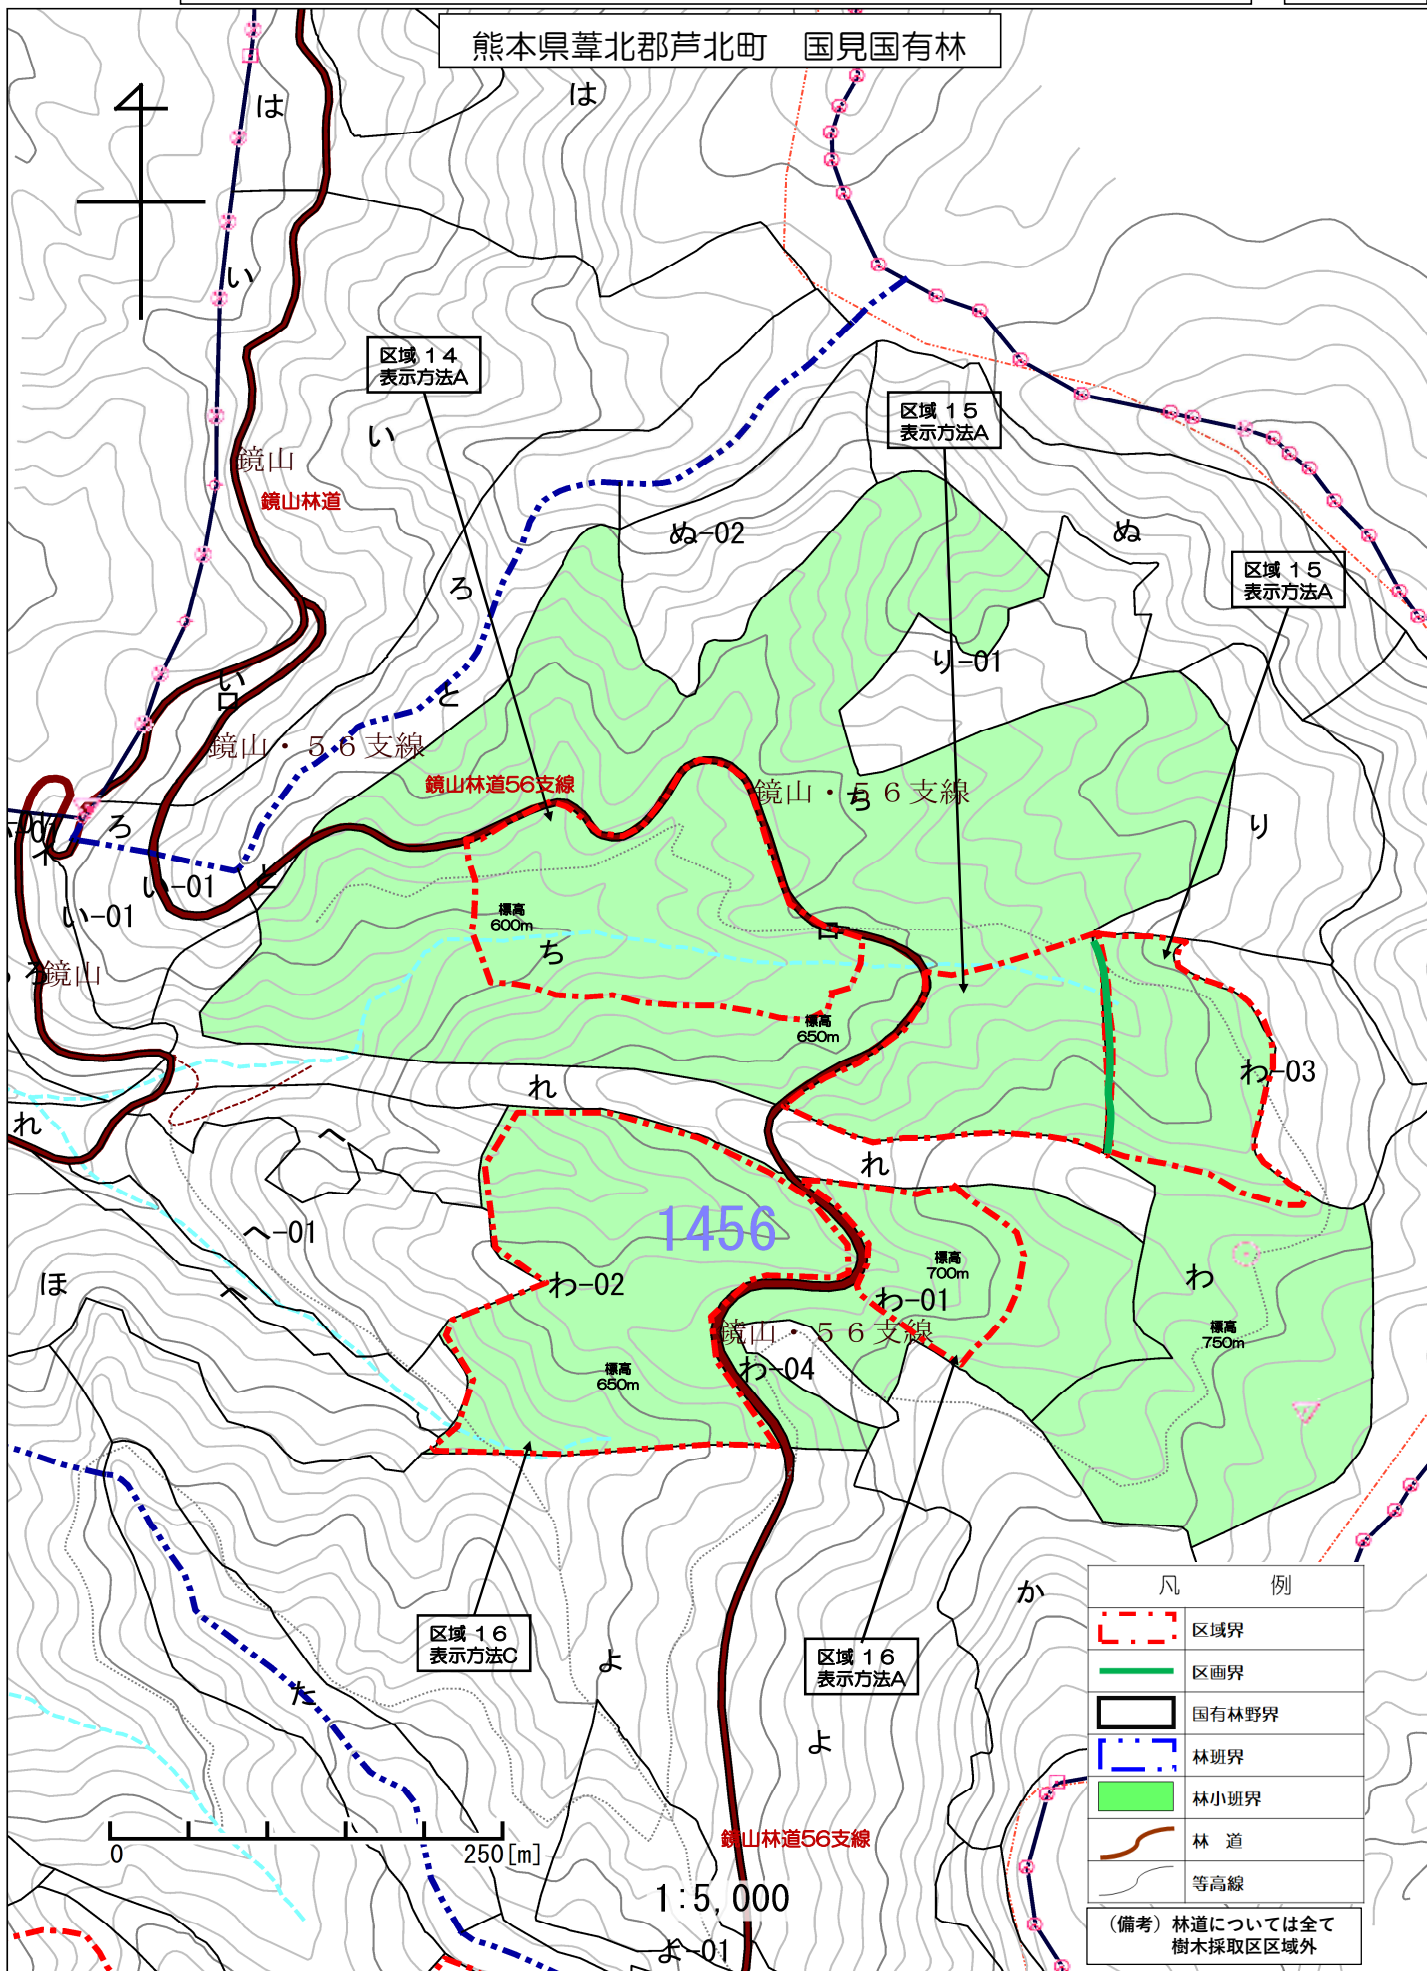 熊本県葦北郡芦北町　国見国有林
は
は
い
区域１４
表示方法A
い
区域１５
表示方法A
鏡山
鏡山林道
ぬ-02
ぬ
区域１５
表示方法A
ろ
り-01
い
ロ
と
鏡山・５６支線
鏡山林道56支線
鏡山・５６支線
ち
ろ
り
イ
い-01
と
い-01
標高
600m
ロ
ち
ろ
鏡山
標高
650m
わ-03
れ
れ
れ
へ
1456
へ-01
標高
700m
わ
ほ
へ
わ-02
わ-01
鏡山・５６支線
標高
750m
わ-04
標高
650m
か
区域１６
表示方法C
区域１６
表示方法A
よ
た
よ
鏡山林道56支線
0
250[m]
1:5,000
よ-01
凡　例
区域界
区画界
国有林野界
林班界
林小班界
林　道
等高線
（備考）林道については全て
樹木採取区区域外